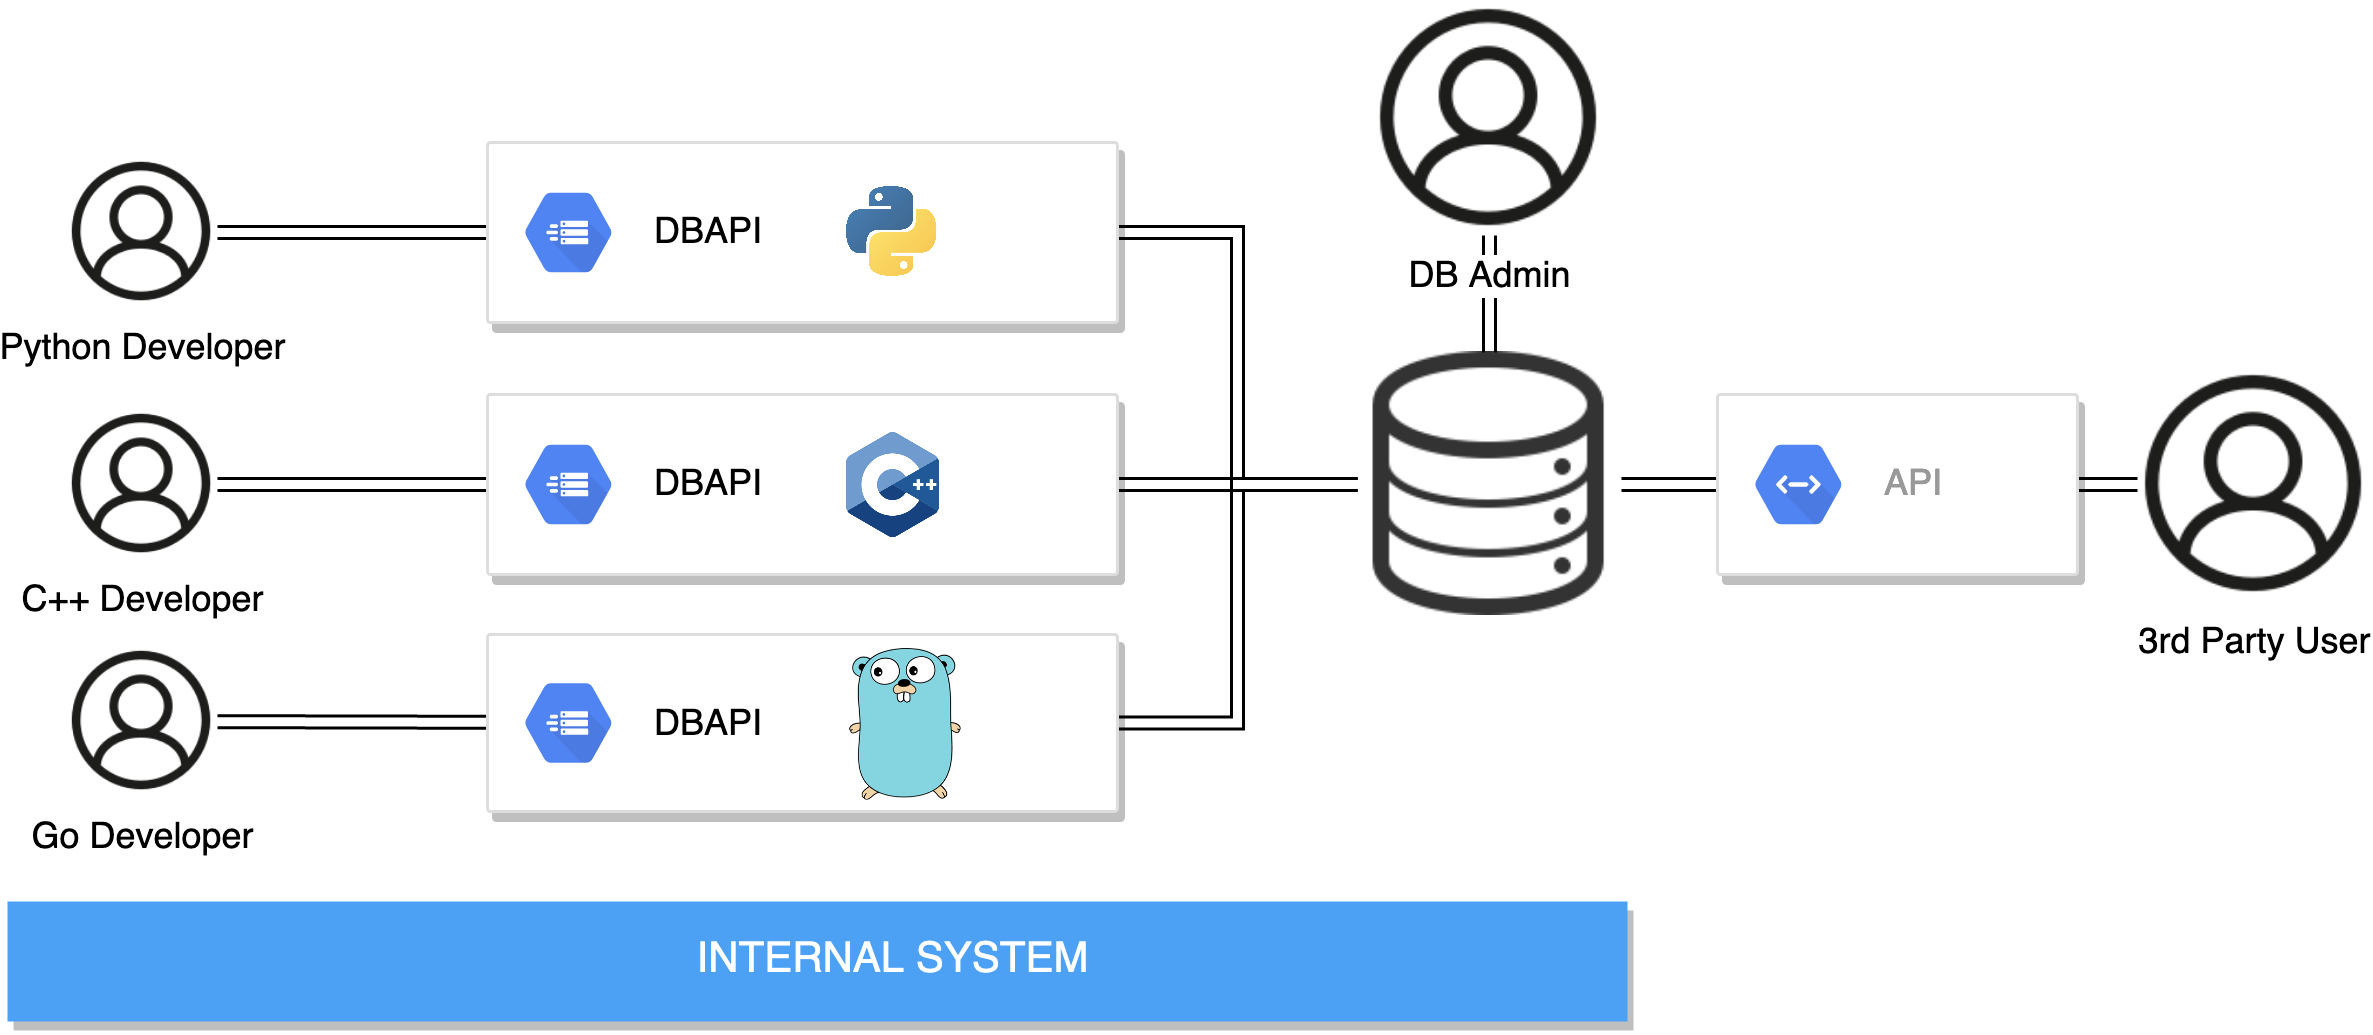 DBAPI
Python Developer
DB Admin
DBAPI
C++
C++ Developer
API
3rd Party User
DBAPI
Go Developer
INTERNAL SYSTEM